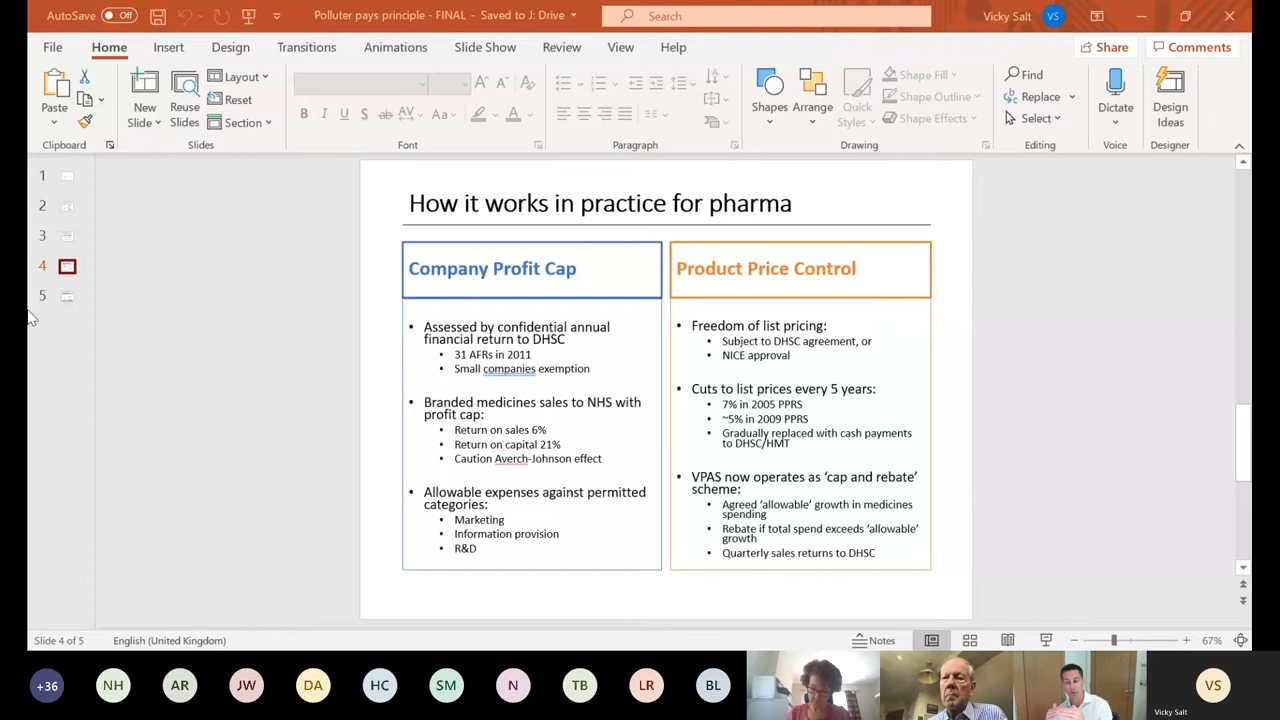 AutoSave Off
Polluter pays principle - FINAL - Saved to J: Drive
Search
Vicky Salt VS
File Home Insert Design Transitions Animations Slide Show Review View Help Share Comments
Paste
New Slide
Reuse Slides
Layout
Reset
Section
B I U S ab AV Aa A
Shapes
Arrange
Quick Styles
Shape Fill
Shape Outline
Shape Effects
Find
Replace
Select
Dictate
Design Ideas
Clipboard Slides Font Paragraph Drawing Editing Voice Designer
1
2
3
4
5
How it works in practice for pharma
Company Profit Cap
• Assessed by confidential annual
financial return to DHSC
• 31 AFRs in 2011
• Small companies exemption
• Branded medicines sales to NHS with
profit cap:
• Return on sales 6%
• Return on capital 21%
• Caution Averch-Johnson effect
• Allowable expenses against permitted
categories:
• Marketing
• Information provision
• R&D
Product Price Control
• Freedom of list pricing:
• Subject to DHSC agreement, or
• NICE approval
• Cuts to list prices every 5 years:
• 7% in 2005 PPRS
• ~5% in 2009 PPRS
• Gradually replaced with cash payments
to DHSC/HMT
• VPAS now operates as ‘cap and rebate’
scheme:
• Agreed ‘allowable’ growth in medicines
spending
• Rebate if total spend exceeds ‘allowable’
growth
• Quarterly sales returns to DHSC
Slide 4 of 5 English (United Kingdom) Notes 67%
+36 NH AR JW DA HC SM N TB LR BL VS
Vicky Salt